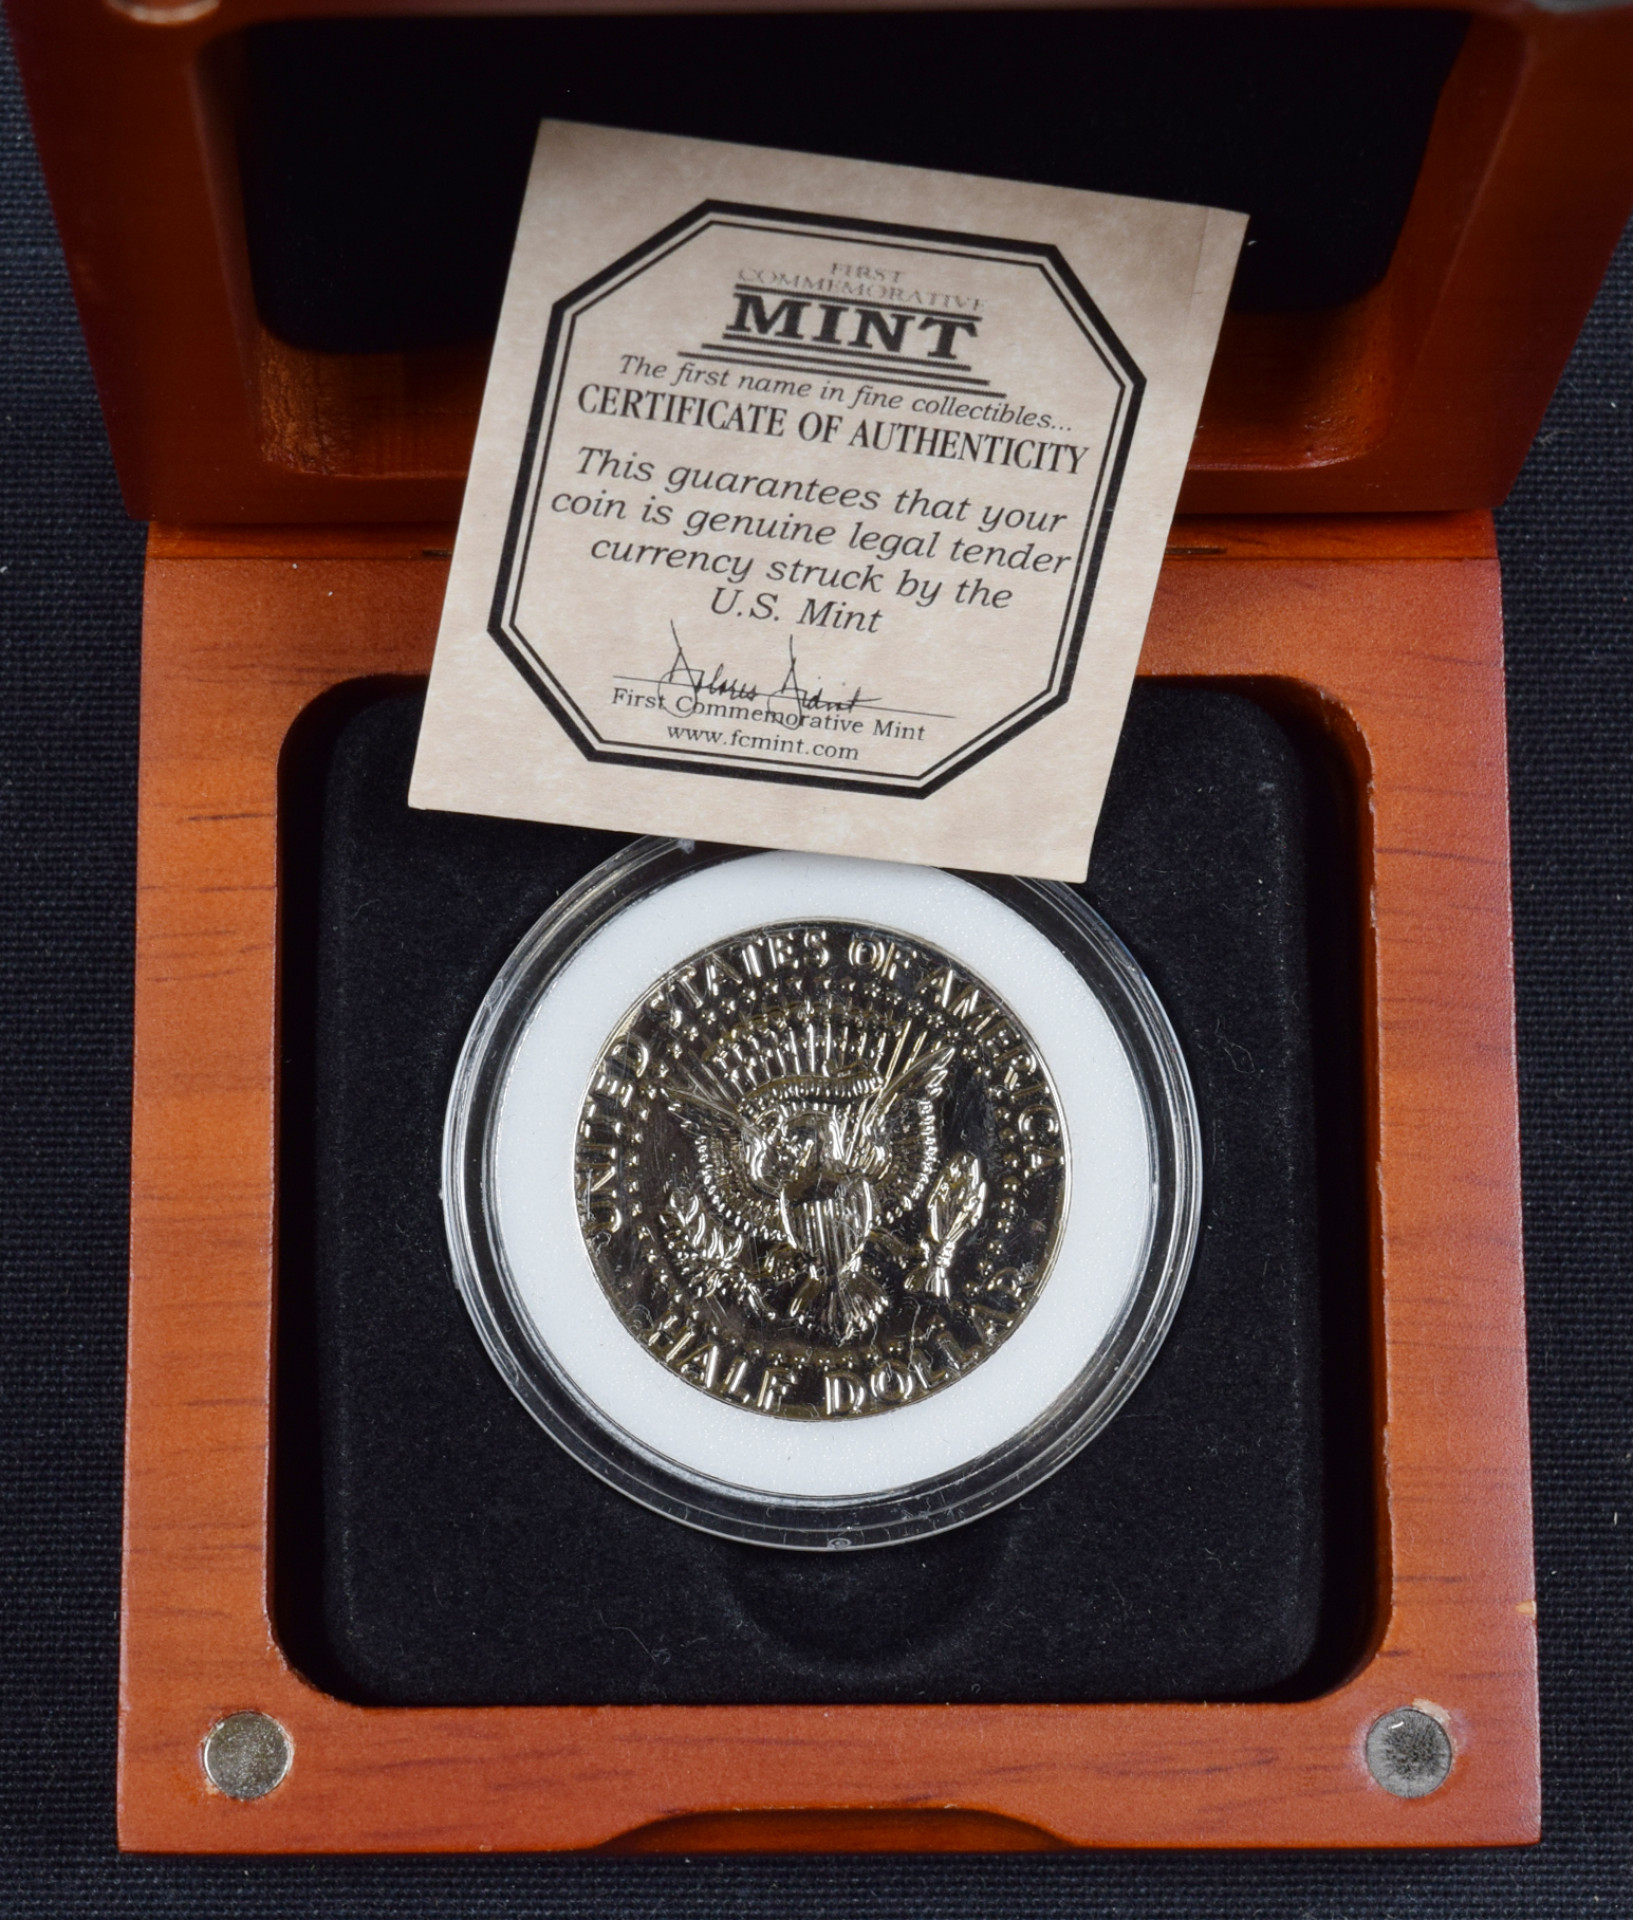 FIRST
COMMEMORATIVE
MINT
The first name in fine collectibles...
CERTIFICATE OF AUTHENTICITY
This guarantees that your
coin is genuine legal tender
currency struck by the
U.S. Mint
First Commemorative Mint
www.fcmint.com
UNITED STATES OF AMERICA
HALF DOLLAR